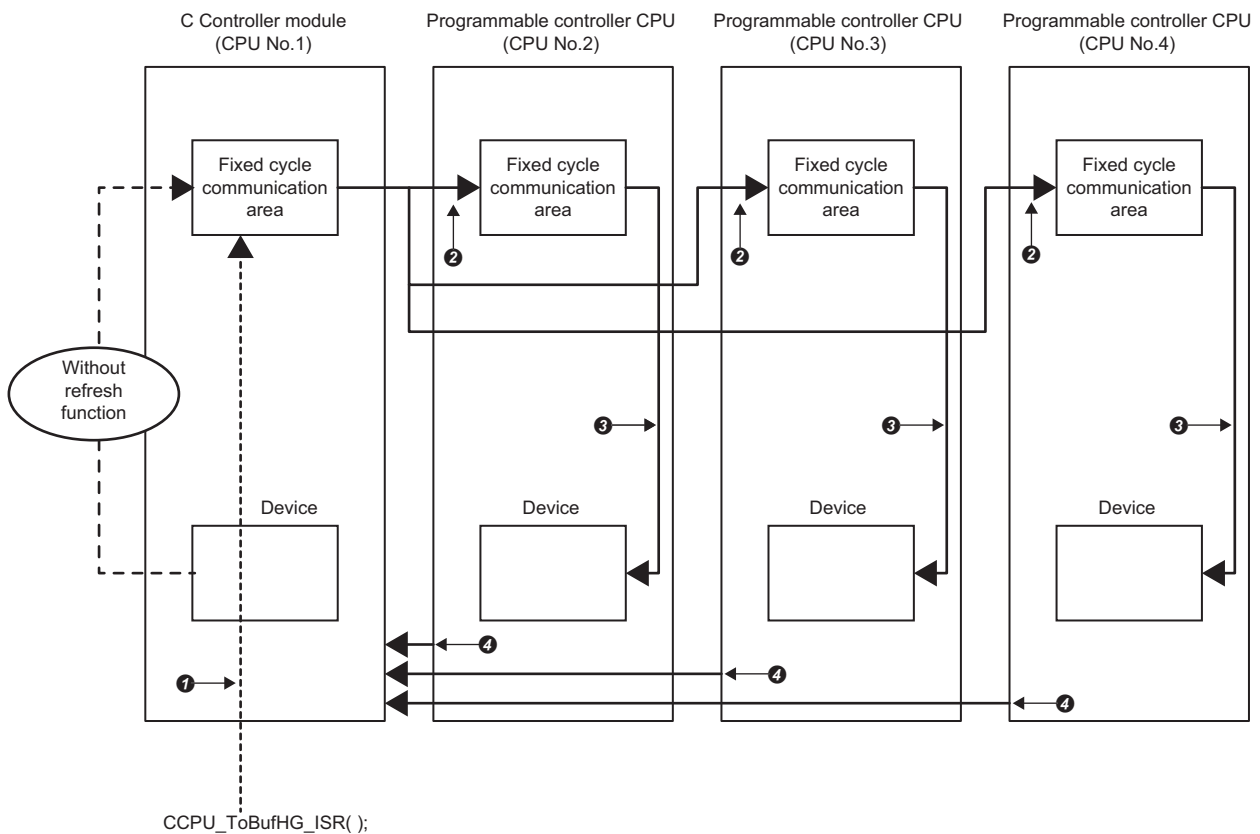 C Controller module
(CPU No.1)
Programmable controller CPU
(CPU No.2)
Programmable controller CPU
(CPU No.3)
Programmable controller CPU
(CPU No.4)
Fixed cycle
communication
area
Fixed cycle
communication
area
Fixed cycle
communication
area
Fixed cycle
communication
area
2
2
2
Without
refresh
function
3
3
3
Device
Device
Device
Device
4
4
4
1
CCPU_ToBufHG_ISR( );